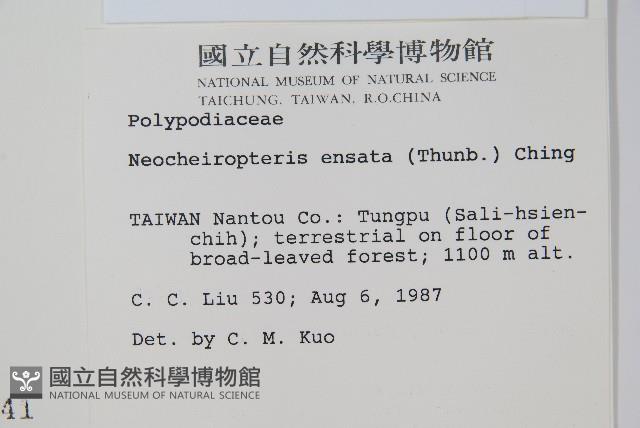 國立自然科學博物館
NATIONAL MUSEUM OF NATURAL SCIENCE
TAICHUNG, TAIWAN, R.O.CHINA
Polypodiaceae
Neocheiropteris ensata (Thunb.) Ching
TAIWAN Nantou Co.: Tungpu (Sali-hsien-
chih); terrestrial on floor of
broad-leaved forest; 1100 m alt.
C. C. Liu 530; Aug 6, 1987
Det. by C. M. Kuo
國立自然科學博物館
NATIONAL MUSEUM OF NATURAL SCIENCE
41